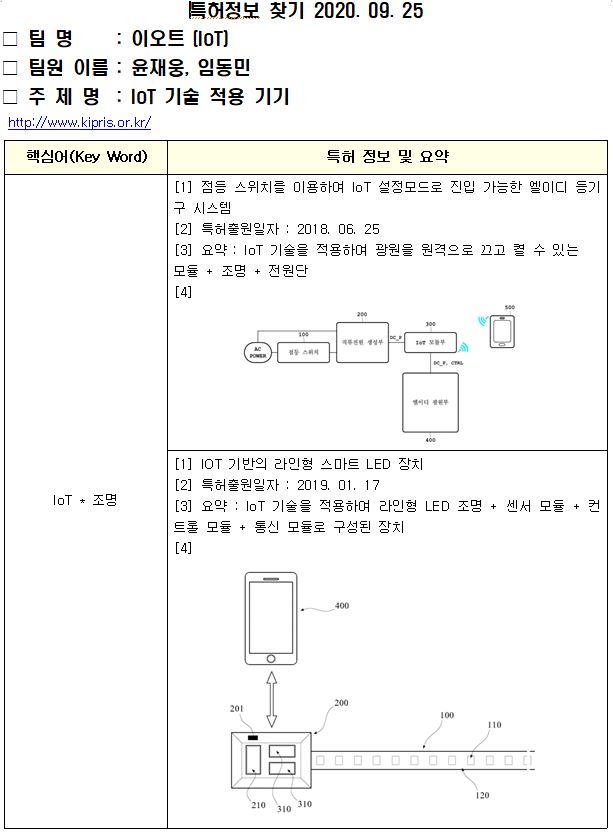 특허정보 찾기 2020. 09. 25
□ 팀 명 : 이오트 (IoT)
□ 팀원 이름 : 윤재웅, 임동민
□ 주 제 명 : IoT 기술 적용 기기
http://www.kipris.or.kr/
핵심어(Key Word)
특허 정보 및 요약
IoT * 조명
[1] 점등 스위치를 이용하여 IoT 설정모드로 진입 가능한 엘이디 등기
구 시스템
[2] 특허출원일자 : 2018. 06. 25
[3] 요약 : IoT 기술을 적용하여 광원을 원격으로 끄고 켤 수 있는
모듈 + 조명 + 전원단
[4]
AC
POWER
100
점등 스위치
200
직류전원 생성부
DC_P
300
IoT 모듈부
500
DC_P, CTRL
엘이디 광원부
400
[1] IOT 기반의 라인형 스마트 LED 장치
[2] 특허출원일자 : 2019. 01. 17
[3] 요약 : IoT 기술을 적용하여 라인형 LED 조명 + 센서 모듈 + 컨
트롤 모듈 + 통신 모듈로 구성된 장치
[4]
400
201
200
100
110
210
310
310
120